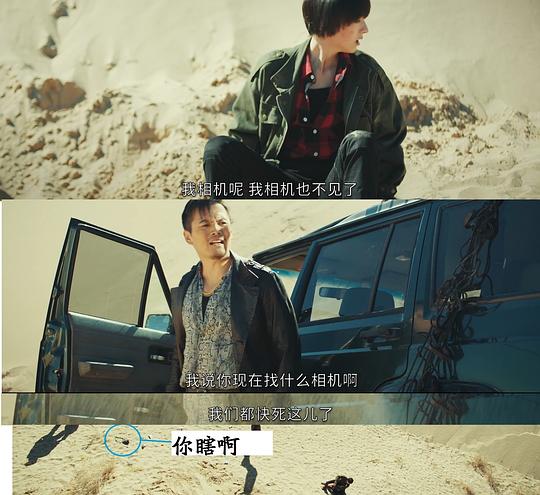 我相机呢 我相机也不见了
我说你现在找什么相机啊
我们都快死这儿了
你瞎啊